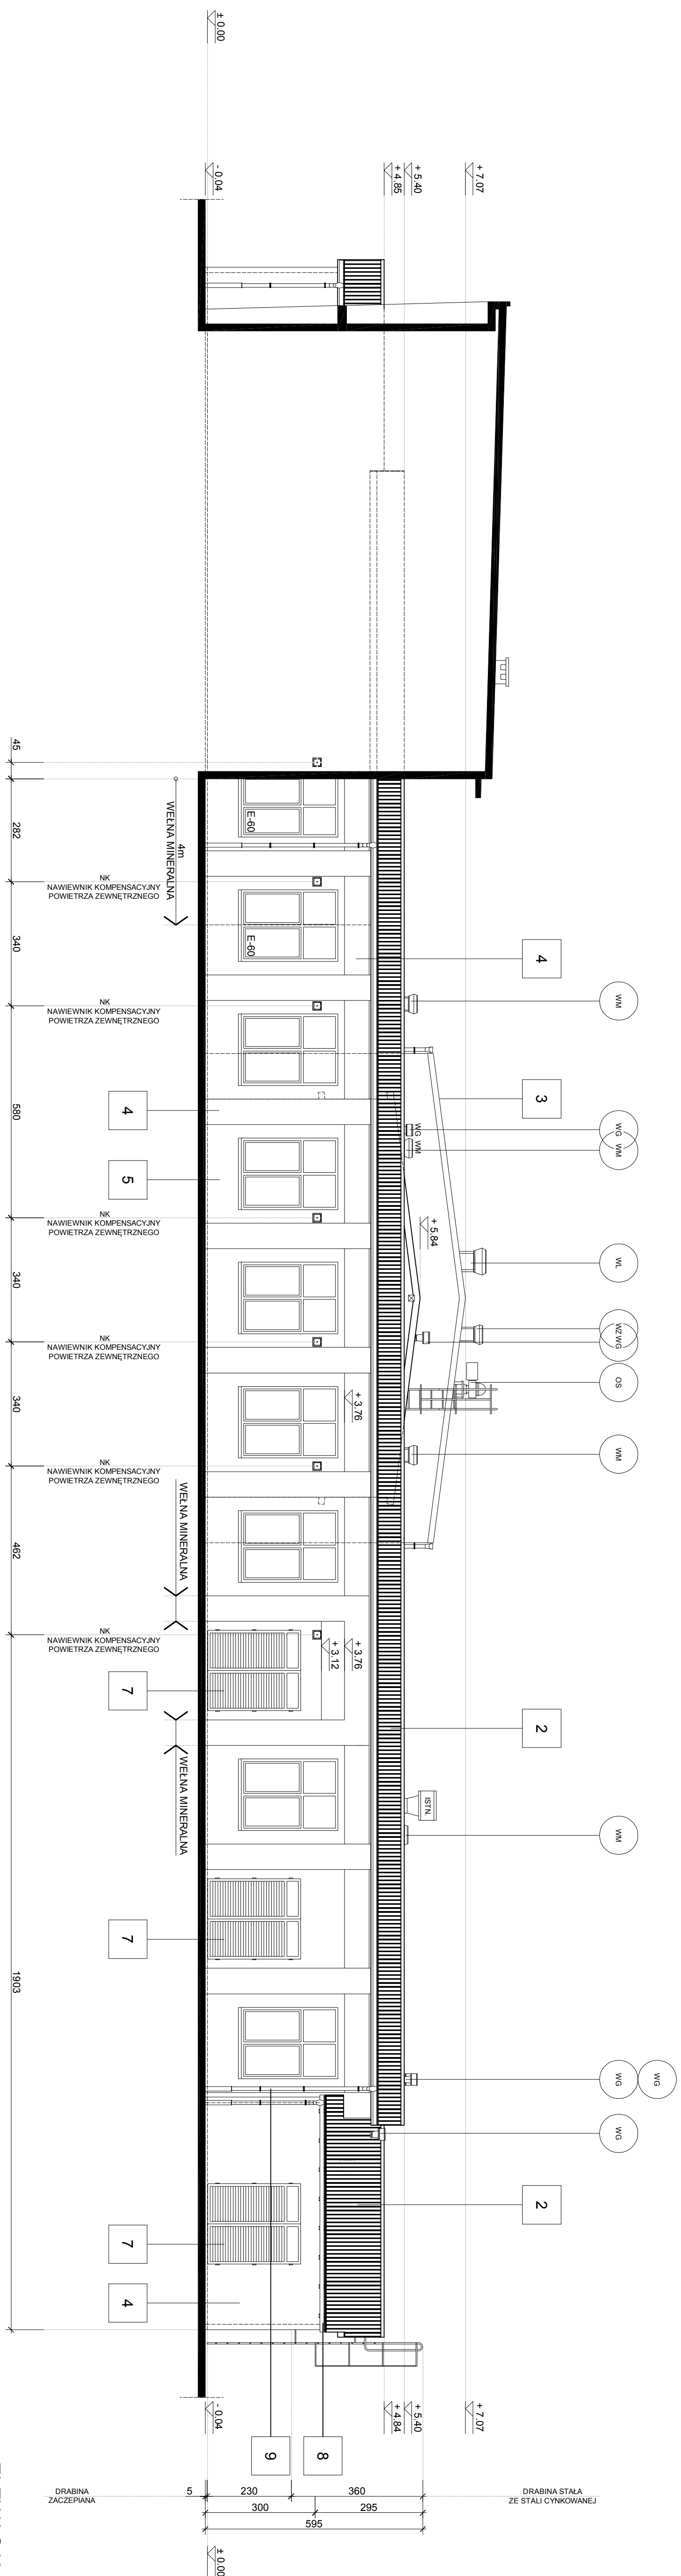 ± 0.00
- 0.04
+ 4.85
+ 5.40
+ 7.07
45
282
340
580
340
340
462
1903
4m
WEŁNA MINERALNA
E-60
E-60
NK
NAWIEWNIK KOMPENSACYJNY
POWIETRZA ZEWNĘTRZNEGO
NK
NAWIEWNIK KOMPENSACYJNY
POWIETRZA ZEWNĘTRZNEGO
NK
NAWIEWNIK KOMPENSACYJNY
POWIETRZA ZEWNĘTRZNEGO
NK
NAWIEWNIK KOMPENSACYJNY
POWIETRZA ZEWNĘTRZNEGO
NK
NAWIEWNIK KOMPENSACYJNY
POWIETRZA ZEWNĘTRZNEGO
NK
NAWIEWNIK KOMPENSACYJNY
POWIETRZA ZEWNĘTRZNEGO
4
WM
3
WG
WM
WG WM
4
5
+ 5.84
WL
WZ
WG
OS
WM
+ 3.76
WEŁNA MINERALNA
+ 3.76
+ 3.12
7
2
WEŁNA MINERALNA
ISTN.
WM
7
WG
WG
WG
2
7
4
- 0.04
+ 4.84
+ 5.40
+ 7.07
9
8
DRABINA
ZACZEPIANA
5
230
360
300
295
595
DRABINA STAŁA
ZE STALI CYNKOWANEJ
± 0.00